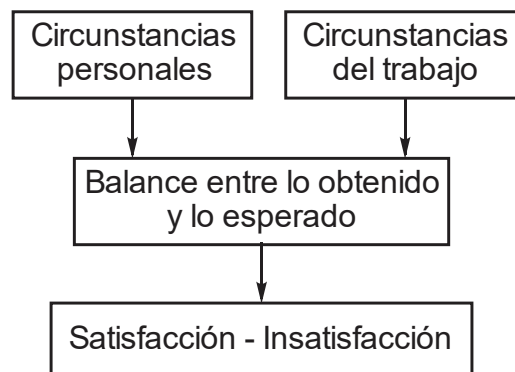 Circunstancias
personales
Circunstancias
del trabajo
Balance entre lo obtenido
y lo esperado
Satisfacción - Insatisfacción